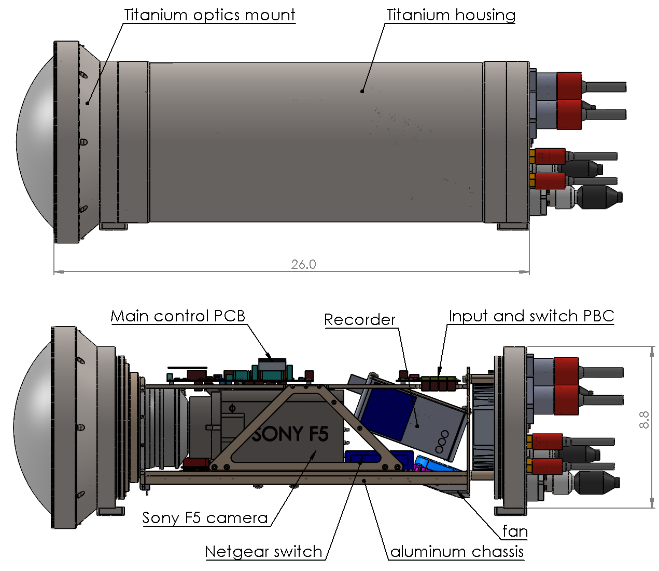 Titanium optics mount
Titanium housing
26.0
Main control PCB
Recorder
Input and switch PBC
SONY F5
8.8
Sony F5 camera
fan
Netgear switch
aluminum chassis